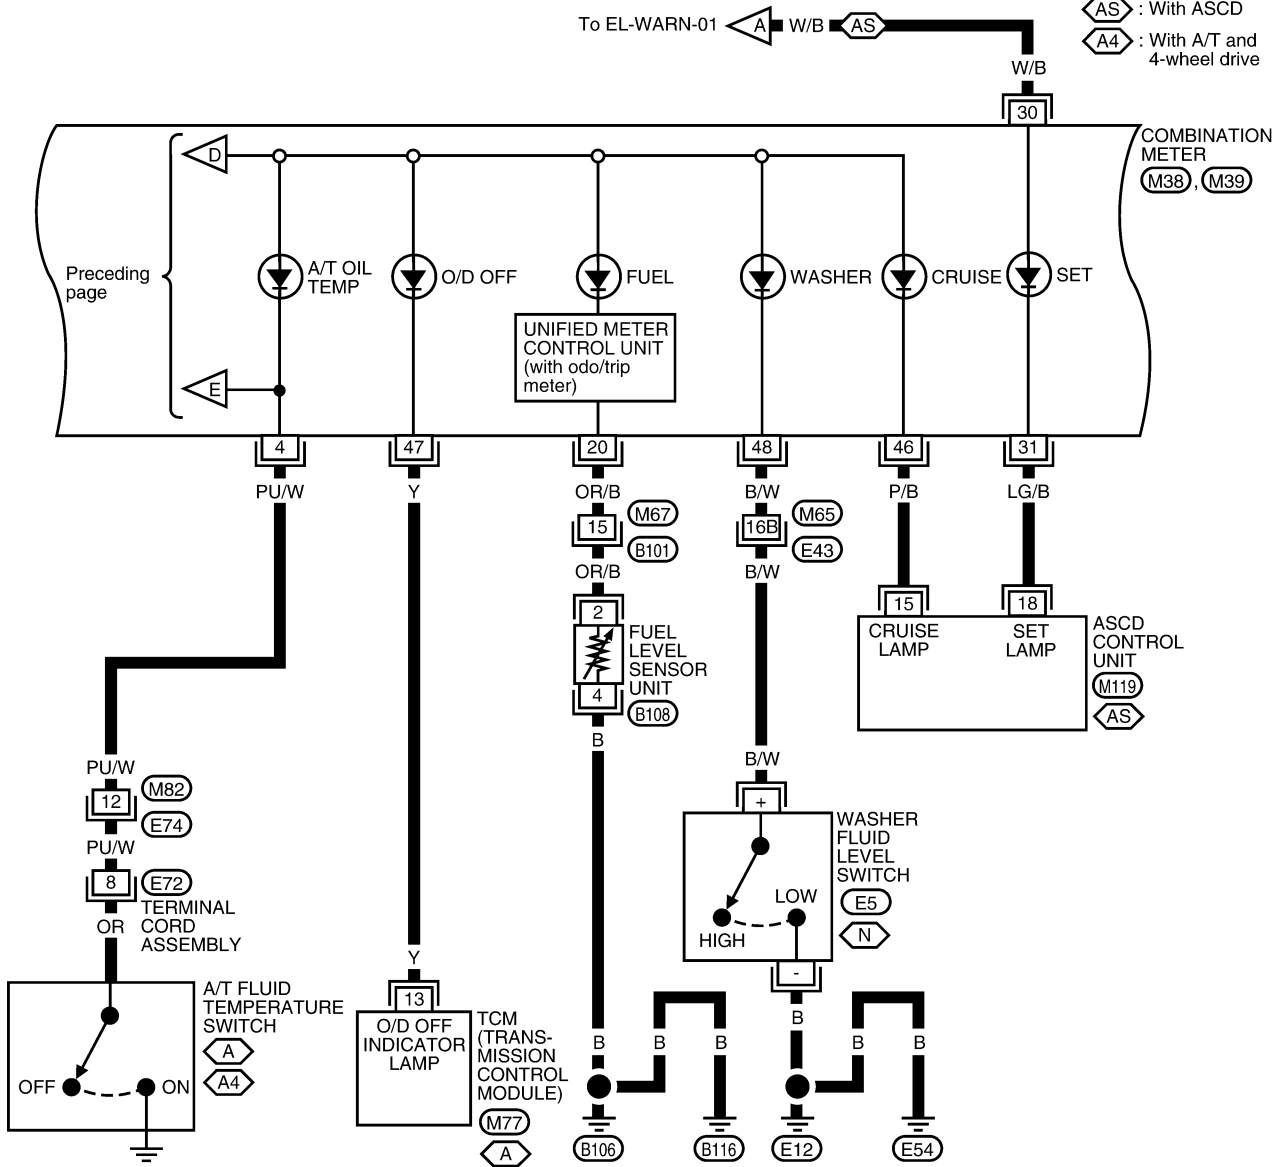 To EL-WARN-01
A
W/B
AS
AS : With ASCD
A4 : With A/T and
4-wheel drive
W/B
30
COMBINATION
METER
M38 , M39
D
Preceding
page
E
A/T OIL
TEMP
O/D OFF
FUEL
WASHER
CRUISE
SET
UNIFIED METER
CONTROL UNIT
(with odo/trip
meter)
4
47
20
48
46
31
PU/W
Y
OR/B
B/W
P/B
LG/B
15
M67
B101
16B
M65
E43
OR/B
B/W
2
15
18
CRUISE
LAMP
SET
LAMP
ASCD
CONTROL
UNIT
M119
AS
FUEL
LEVEL
SENSOR
UNIT
4
B108
B
B/W
PU/W
12
M82
E74
PU/W
8
E72
OR
TERMINAL
CORD
ASSEMBLY
+
WASHER
FLUID
LEVEL
SWITCH
E5
N
LOW
HIGH
-
A/T FLUID
TEMPERATURE
SWITCH
A
A4
OFF
ON
Y
13
O/D OFF
INDICATOR
LAMP
TCM
(TRANS-
MISSION
CONTROL
MODULE)
M77
A
B
B
B
B
B
B
B106
B116
E12
E54